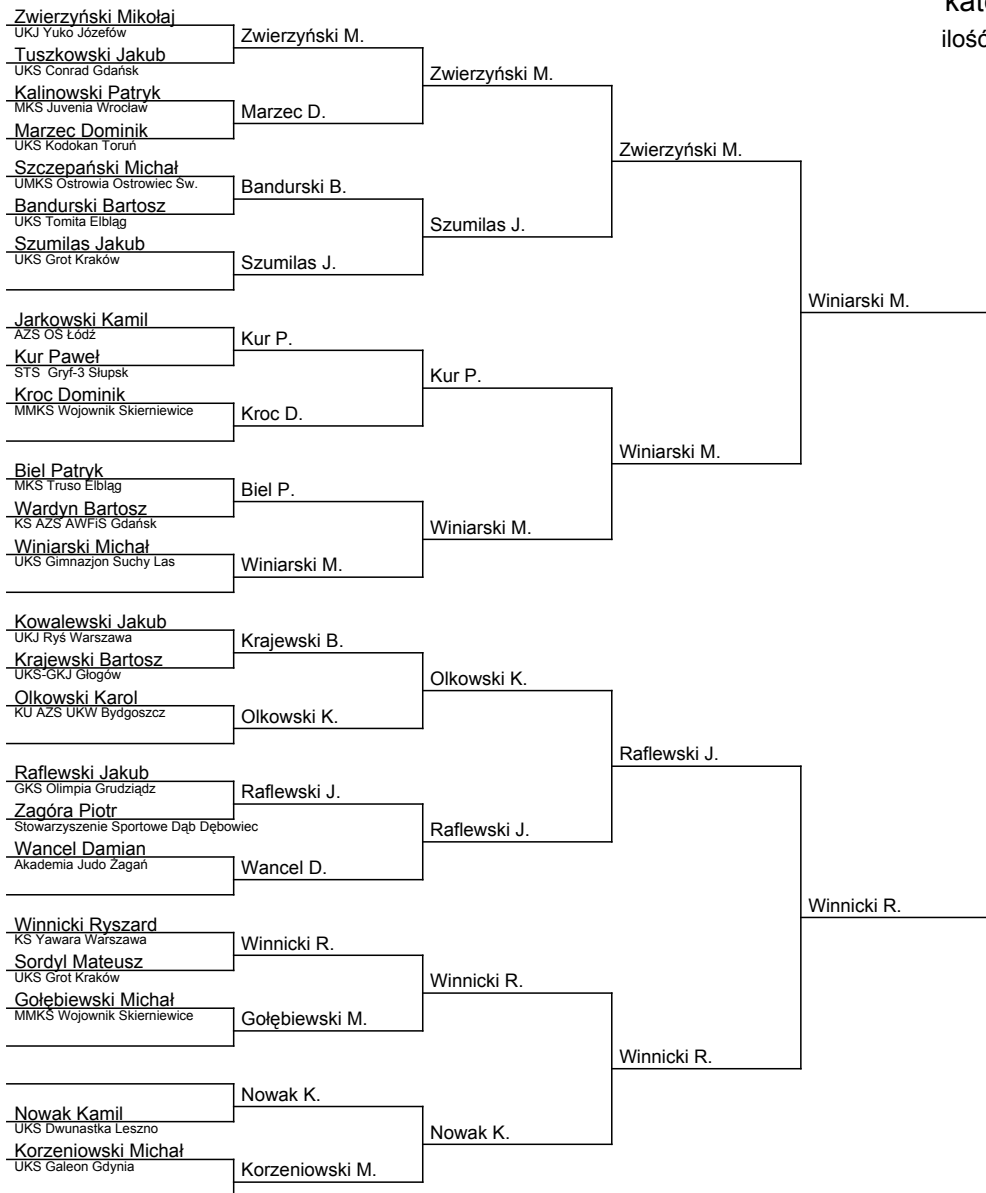 kate
ilość
Zwierzyński Mikołaj
UKJ Yuko Józefów
Tuszkowski Jakub
UKS Conrad Gdańsk
Kalinowski Patryk
MKS Juvenia Wrocław
Marzec Dominik
UKS Kodokan Toruń
Szczepański Michał
UMKS Ostrowia Ostrowiec Św.
Bandurski Bartosz
UKS Tomita Elbląg
Szumilas Jakub
UKS Grot Kraków
Jarkowski Kamil
AZS OŚ Łódź
Kur Paweł
STS Gryf-3 Słupsk
Kroc Dominik
MMKS Wojownik Skierniewice
Biel Patryk
MKS Truso Elbląg
Wardyn Bartosz
KS AZS AWFiS Gdańsk
Winiarski Michał
UKS Gimnazjon Suchy Las
Kowalewski Jakub
UKJ Ryś Warszawa
Krajewski Bartosz
UKS-GKJ Głogów
Olkowski Karol
KU AZS UKW Bydgoszcz
Raflewski Jakub
GKS Olimpia Grudziądz
Zagóra Piotr
Stowarzyszenie Sportowe Dąb Dębowiec
Wancel Damian
Akademia Judo Żagań
Winnicki Ryszard
KS Yawara Warszawa
Sordyl Mateusz
UKS Grot Kraków
Gołębiewski Michał
MMKS Wojownik Skierniewice
Nowak Kamil
UKS Dwunastka Leszno
Korzeniowski Michał
UKS Galeon Gdynia
Zwierzyński M.
Marzec D.
Bandurski B.
Szumilas J.
Kur P.
Kroc D.
Biel P.
Winiarski M.
Krajewski B.
Olkowski K.
Raflewski J.
Wancel D.
Winnicki R.
Gołębiewski M.
Nowak K.
Korzeniowski M.
Zwierzyński M.
Szumilas J.
Kur P.
Winiarski M.
Olkowski K.
Raflewski J.
Winnicki R.
Nowak K.
Zwierzyński M.
Winiarski M.
Raflewski J.
Winnicki R.
Winiarski M.
Winnicki R.